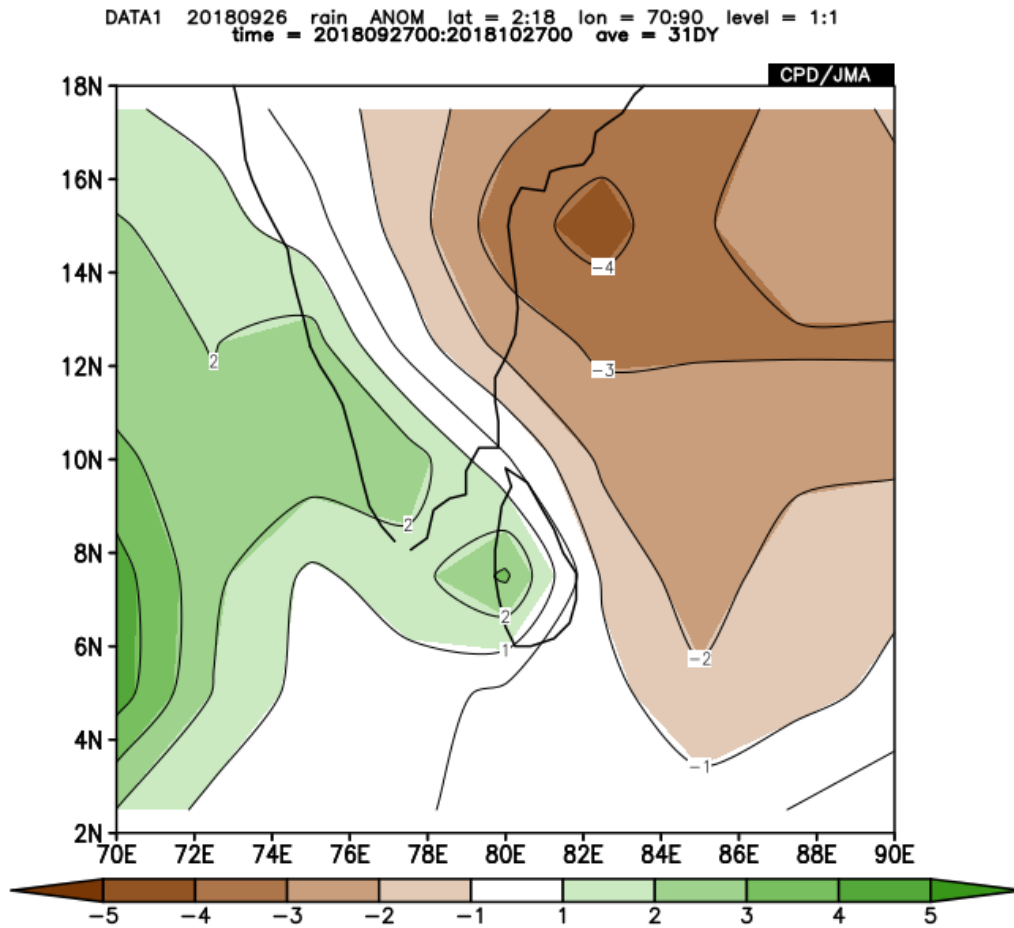 DATA1 20180926 rain ANOM lat = 2:18 lon = 70:90 level = 1:1
time = 2018092700:2018102700 ave = 31DY
CPD/JMA
18N
16N
14N
12N
10N
8N
6N
4N
2N
-4
2
-3
2
2
1
-2
-1
70E 72E 74E 76E 78E 80E 82E 84E 86E 88E 90E
-5 -4 -3 -2 -1 1 2 3 4 5